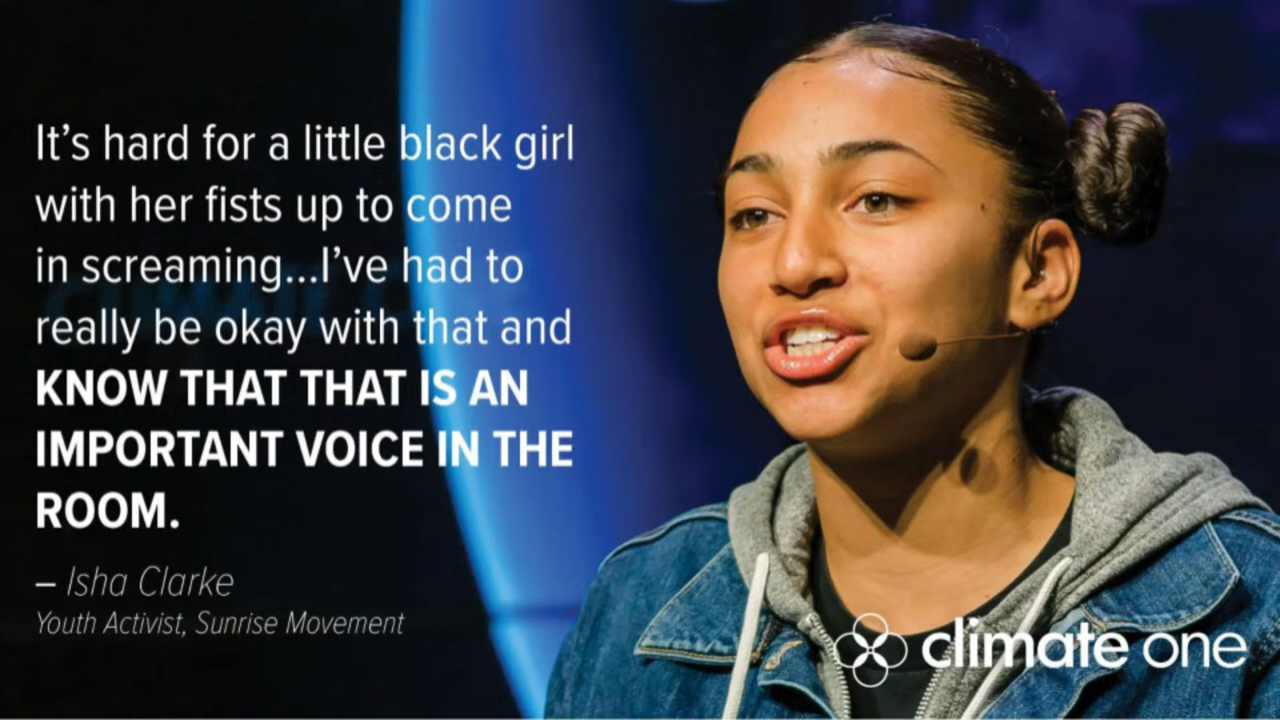 It's hard for a little black girl
with her fists up to come
in screaming...I've had to
really be okay with that and
KNOW THAT THAT IS AN
IMPORTANT VOICE IN THE
ROOM.
– Isha Clarke
Youth Activist, Sunrise Movement
climate one